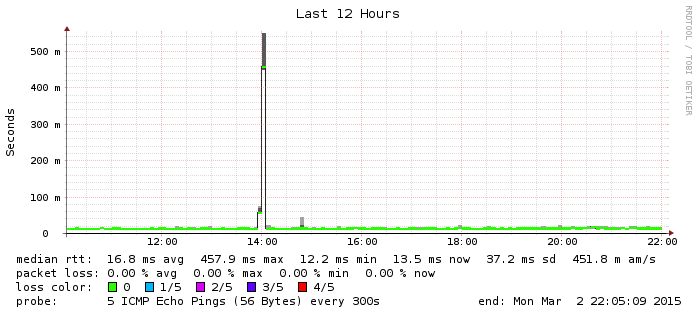 Last 12 Hours
RRDTOOL / TOBI OETIKER
Seconds
500 m
400 m
300 m
200 m
100 m
0
12:00 14:00 16:00 18:00 20:00 22:00
median rtt: 16.8 ms avg 457.9 ms max 12.2 ms min 13.5 ms now 37.2 ms sd 451.8 m am/s
packet loss: 0.00 % avg 0.00 % max 0.00 % min 0.00 % now
loss color: 0 1/5 2/5 3/5 4/5
probe: 5 ICMP Echo Pings (56 Bytes) every 300s end: Mon Mar 2 22:05:09 2015